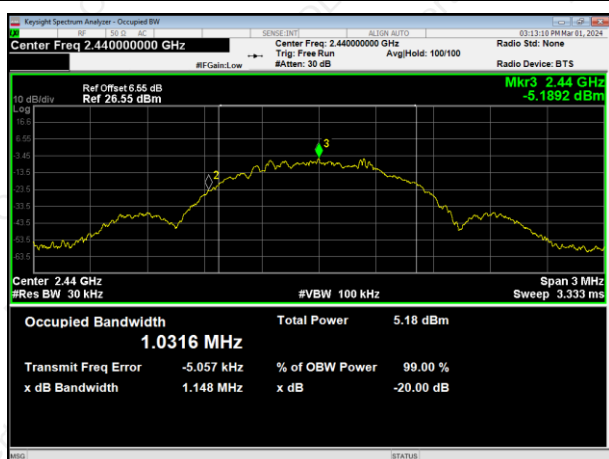 Keysight Spectrum Analyzer - Occupied BW
RF 50 Ω AC SENSE:INT ALIGN AUTO 03:13:10 PM Mar 01, 2024
Center Freq 2.440000000 GHz Center Freq: 2.440000000 GHz Radio Std: None
Trig: Free Run Avg|Hold: 100/100
#IFGain:Low #Atten: 30 dB Radio Device: BTS
Ref Offset 6.55 dB Mkr3 2.44 GHz
10 dB/div Ref 26.55 dBm -5.1892 dBm
Log
16.6
6.55
3
-3.45
2
-13.5
-23.5
-33.5
-43.5
-53.5
-63.5
Center 2.44 GHz Span 3 MHz
#Res BW 30 kHz #VBW 100 kHz Sweep 3.333 ms
Occupied Bandwidth Total Power 5.18 dBm
1.0316 MHz
Transmit Freq Error -5.057 kHz % of OBW Power 99.00 %
x dB Bandwidth 1.148 MHz x dB -20.00 dB
MSG STATUS